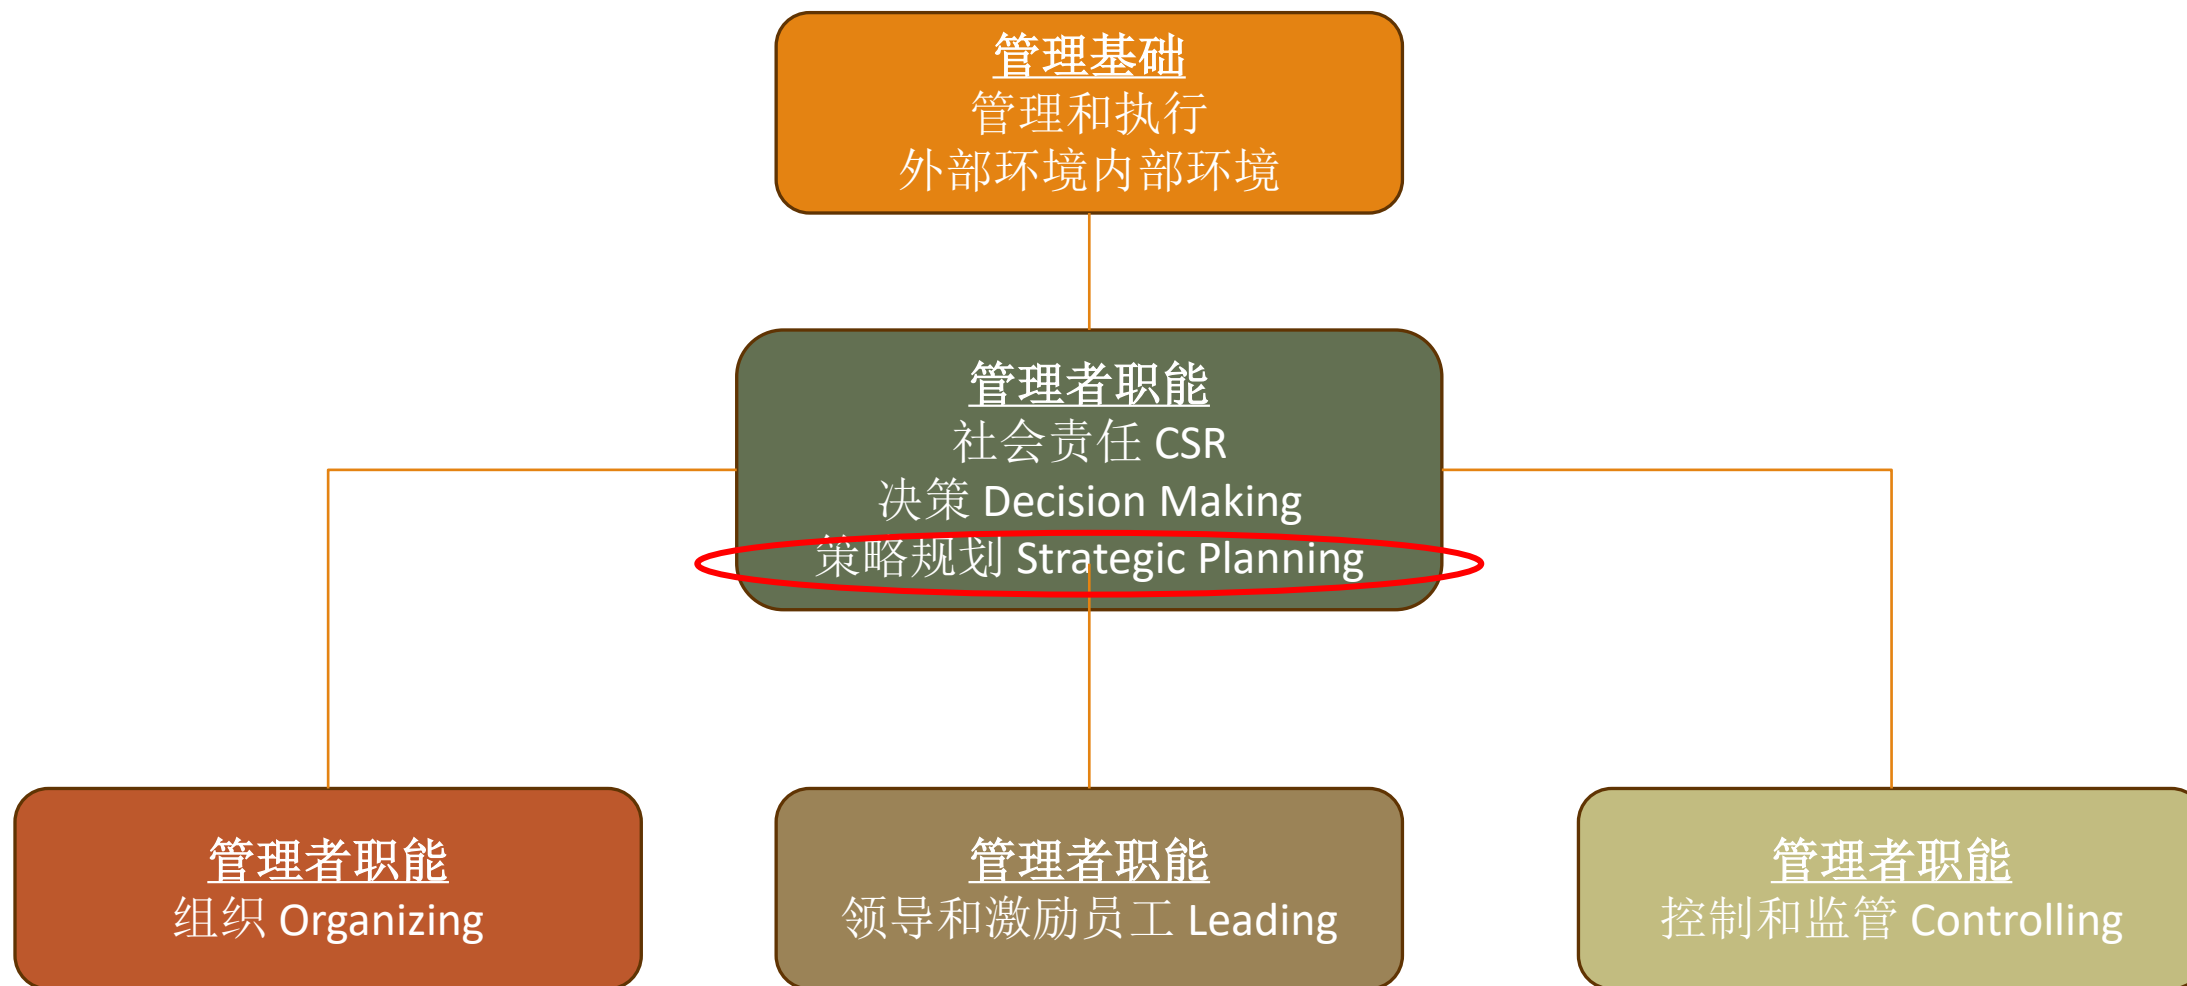 管理基础
管理和执行
外部环境内部环境
管理者职能
社会责任 CSR
决策 Decision Making
策略规划 Strategic Planning
管理者职能
组织 Organizing
管理者职能
领导和激励员工 Leading
管理者职能
控制和监管 Controlling